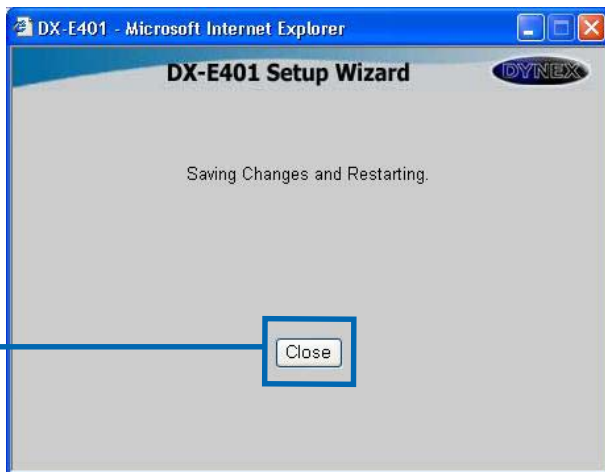 DX-E401 - Microsoft Internet Explorer
DX-E401 Setup Wizard
DYNEX
Saving Changes and Restarting.
Close